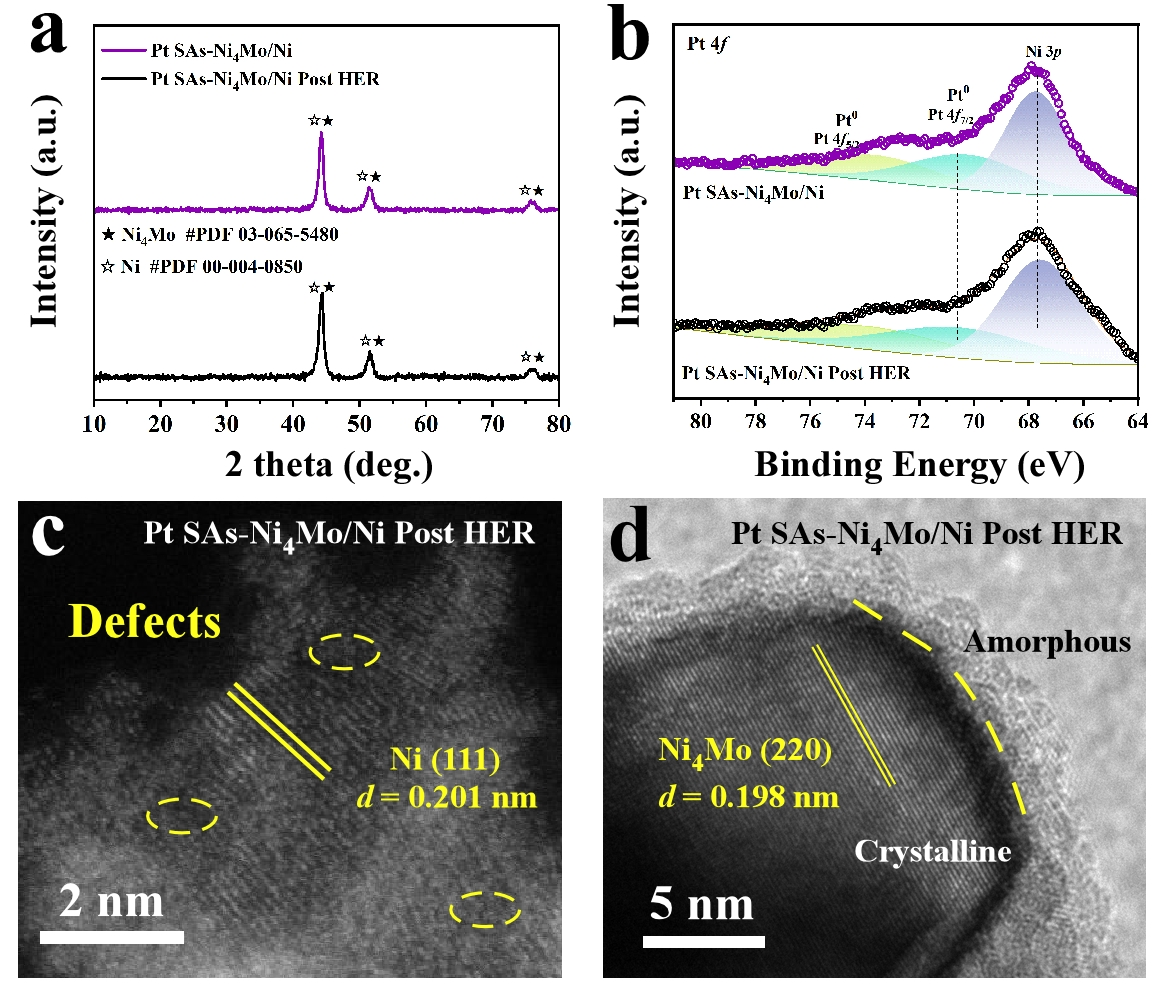 a
Pt SAs-Ni₄Mo/Ni
Pt SAs-Ni₄Mo/Ni Post HER
☆★
☆★
☆★
★ Ni₄Mo #PDF 03-065-5480
☆ Ni #PDF 00-004-0850
☆★
☆★
☆★
Intensity (a.u.)
10 20 30 40 50 60 70 80
2 theta (deg.)
b
Pt 4f
Ni 3p
Pt⁰
Pt 4f₇/₂
Pt⁰
Pt 4f₅/₂
Pt SAs-Ni₄Mo/Ni
Pt SAs-Ni₄Mo/Ni Post HER
Intensity (a.u.)
80 78 76 74 72 70 68 66 64
Binding Energy (eV)
c
Pt SAs-Ni₄Mo/Ni Post HER
Defects
Ni (111)
d = 0.201 nm
2 nm
d
Pt SAs-Ni₄Mo/Ni Post HER
Amorphous
Ni₄Mo (220)
d = 0.198 nm
Crystalline
5 nm